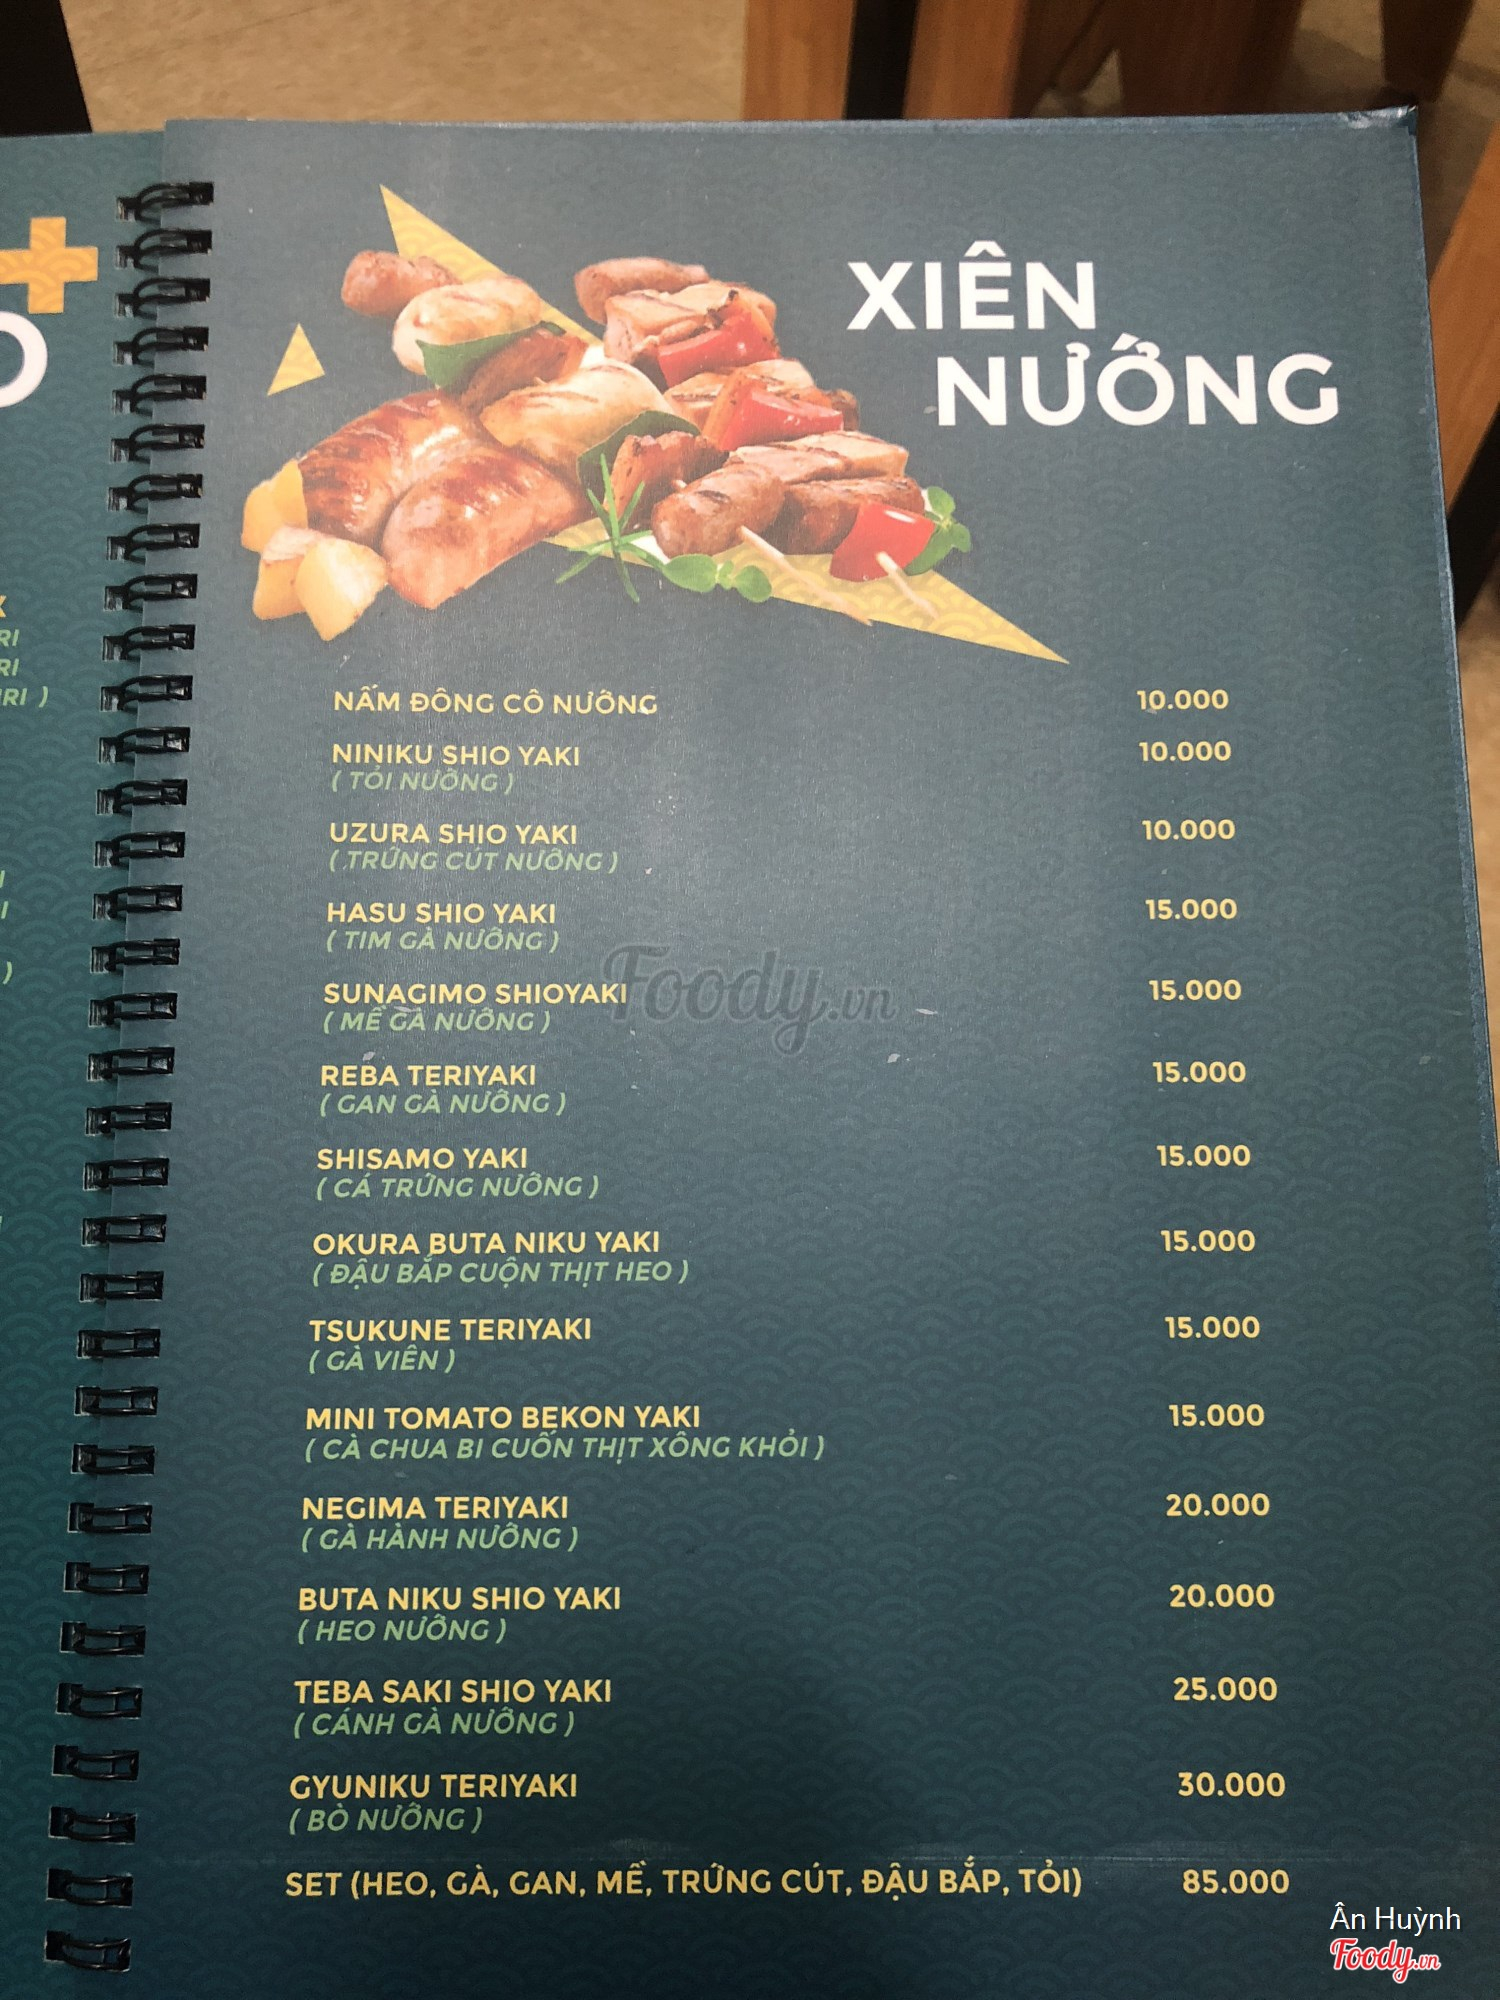 XIÊN
NƯỚNG
NẤM ĐÔNG CÔ NƯỚNG 10.000
NINIKU SHIO YAKI 10.000
( TỎI NƯỚNG )
UZURA SHIO YAKI 10.000
( TRỨNG CÚT NƯỚNG )
HASU SHIO YAKI 15.000
( TIM GÀ NƯỚNG )
SUNAGIMO SHIOYAKI 15.000
( MỀ GÀ NƯỚNG )
REBA TERIYAKI 15.000
( GAN GÀ NƯỚNG )
SHISAMO YAKI 15.000
( CÁ TRỨNG NƯỚNG )
OKURA BUTA NIKU YAKI 15.000
( ĐẬU BẮP CUỘN THỊT HEO )
TSUKUNE TERIYAKI 15.000
( GÀ VIÊN )
MINI TOMATO BEKON YAKI 15.000
( CÀ CHUA BI CUỐN THỊT XÔNG KHÓI )
NEGIMA TERIYAKI 20.000
( GÀ HÀNH NƯỚNG )
BUTA NIKU SHIO YAKI 20.000
( HEO NƯỚNG )
TEBA SAKI SHIO YAKI 25.000
( CÁNH GÀ NƯỚNG )
GYUNIKU TERIYAKI 30.000
( BÒ NƯỚNG )
SET (HEO, GÀ, GAN, MỀ, TRỨNG CÚT, ĐẬU BẮP, TỎI) 85.000
Foody.vn
Ân Huỳnh
Foody.vn